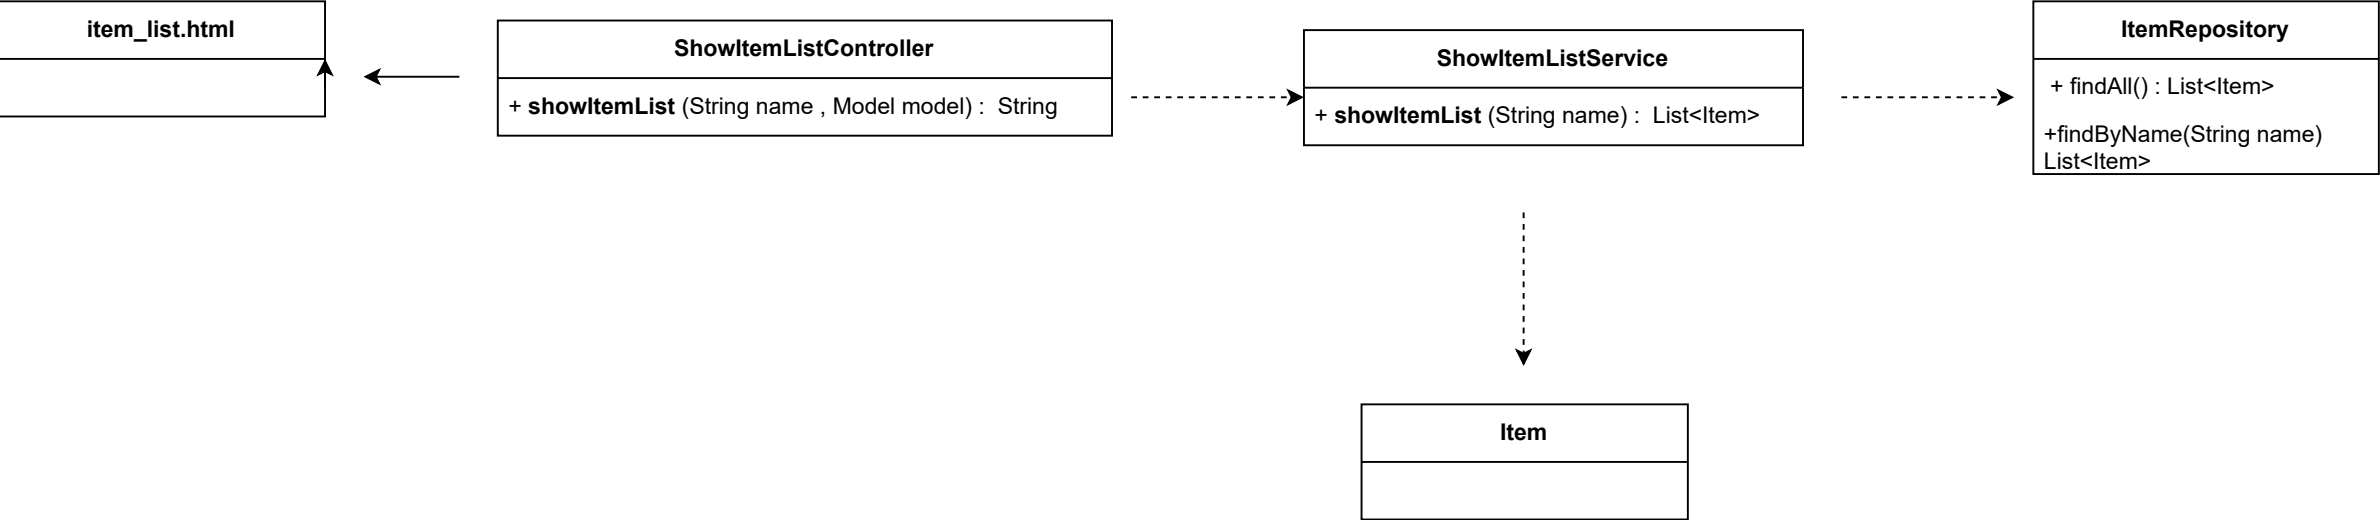 item_list.html
ShowItemListController
+ showItemList (String name , Model model) :  String
ShowItemListService
+ showItemList (String name) :  List<Item>
ItemRepository
+ findAll() : List<Item>
+findByName(String name)
List<Item>
Item